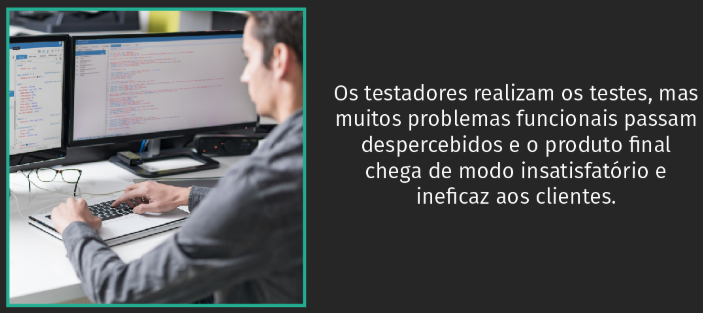 Os testadores realizam os testes, mas
muitos problemas funcionais passam
despercebidos e o produto final
chega de modo insatisfatório e
ineficaz aos clientes.